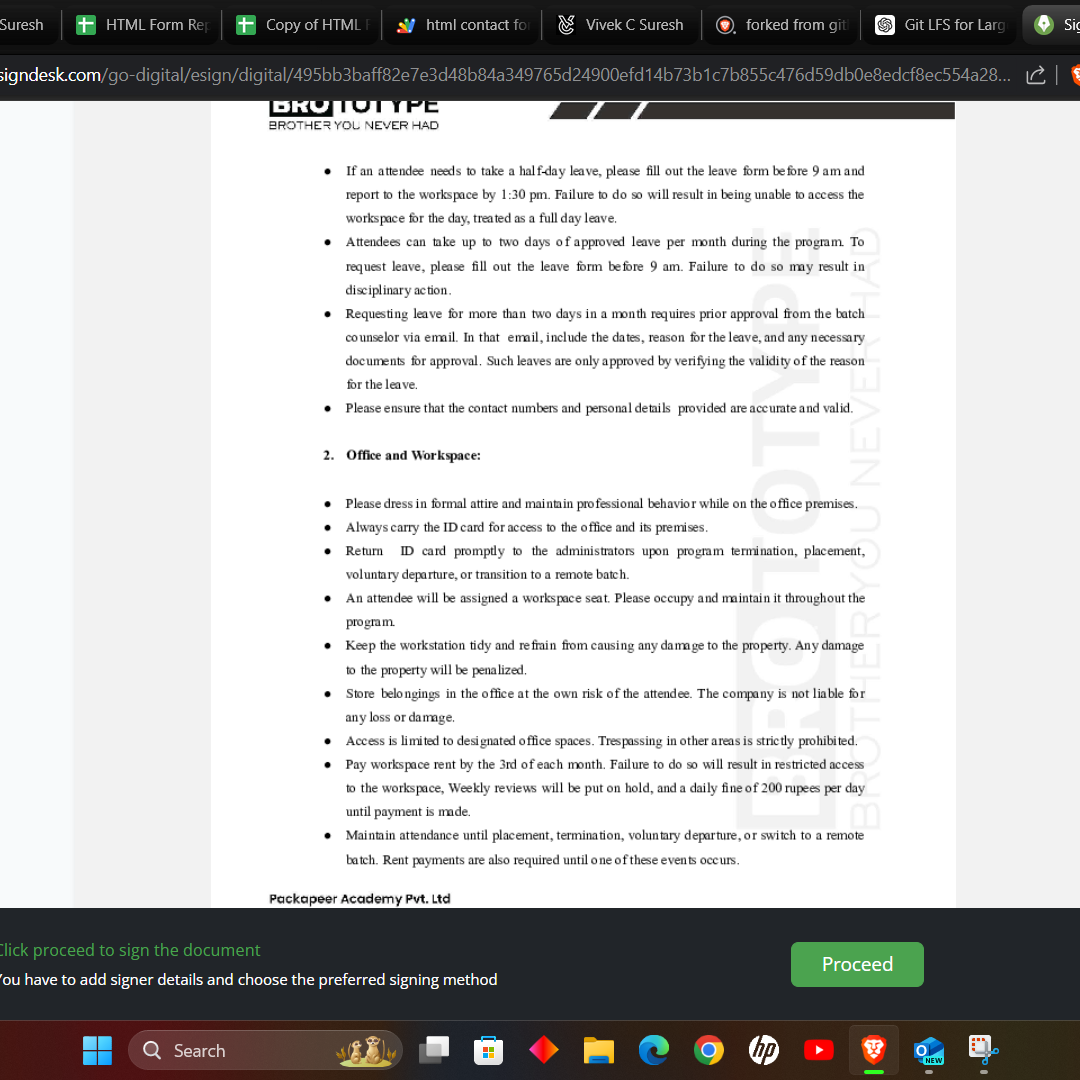 Suresh
HTML Form Rep
Copy of HTML F
html contact fo
Vivek C Suresh
forked from git
Git LFS for Larg
Sig
signdesk.com/go-digital/esign/digital/495bb3baff82e7e3d48b84a349765d24900efd14b73b1c7b855c476d59db0e8edcf8ec554a28...
BROTOTYPE
BROTHER YOU NEVER HAD
• If an attendee needs to take a half-day leave, please fill out the leave form before 9 am and
report to the workspace by 1:30 pm. Failure to do so will result in being unable to access the
workspace for the day, treated as a full day leave.
• Attendees can take up to two days of approved leave per month during the program. To
request leave, please fill out the leave form before 9 am. Failure to do so may result in
disciplinary action.
• Requesting leave for more than two days in a month requires prior approval from the batch
counselor via email. In that email, include the dates, reason for the leave, and any necessary
documents for approval. Such leaves are only approved by verifying the validity of the reason
for the leave.
• Please ensure that the contact numbers and personal details provided are accurate and valid.
2. Office and Workspace:
• Please dress in formal attire and maintain professional behavior while on the office premises.
• Always carry the ID card for access to the office and its premises.
• Return ID card promptly to the administrators upon program termination, placement,
voluntary departure, or transition to a remote batch.
• An attendee will be assigned a workspace seat. Please occupy and maintain it throughout the
program.
• Keep the workstation tidy and refrain from causing any damage to the property. Any damage
to the property will be penalized.
• Store belongings in the office at the own risk of the attendee. The company is not liable for
any loss or damage.
• Access is limited to designated office spaces. Trespassing in other areas is strictly prohibited.
• Pay workspace rent by the 3rd of each month. Failure to do so will result in restricted access
to the workspace, Weekly reviews will be put on hold, and a daily fine of 200 rupees per day
until payment is made.
• Maintain attendance until placement, termination, voluntary departure, or switch to a remote
batch. Rent payments are also required until one of these events occurs.
BROTOTYPE
BROTHER YOU NEVER HAD
Packapeer Academy Pvt. Ltd
Click proceed to sign the document
You have to add signer details and choose the preferred signing method
Proceed
Search
hp
NEW